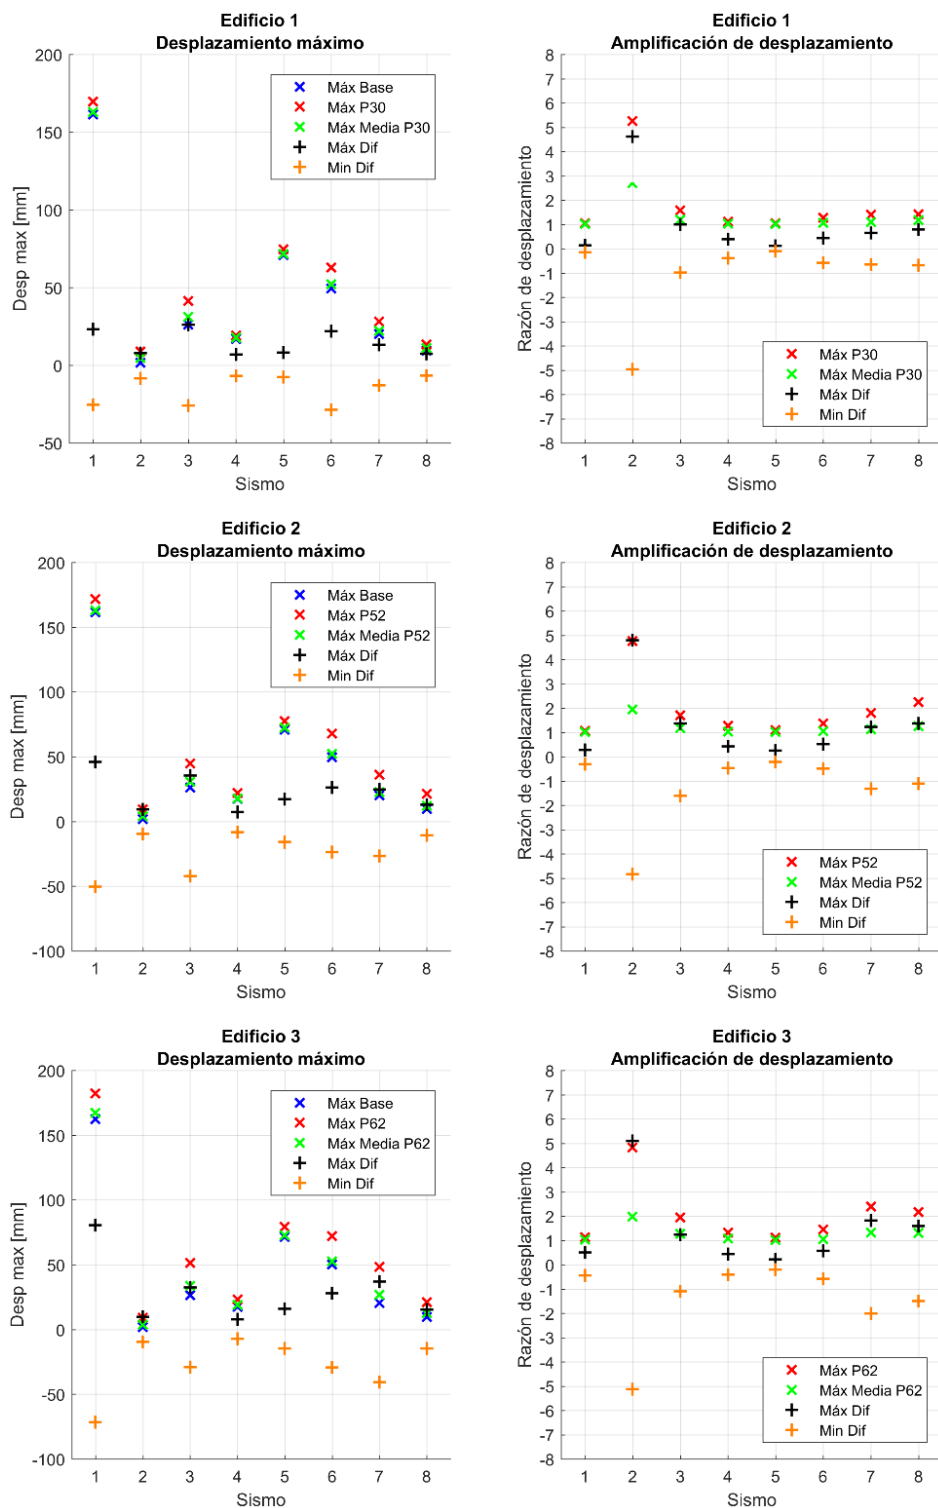 Edificio 1
Desplazamiento máximo
200
150
100
50
0
-50
Desp max [mm]
1 2 3 4 5 6 7 8
Sismo
Máx Base
Máx P30
Máx Media P30
Máx Dif
Min Dif
Edificio 1
Amplificación de desplazamiento
8
7
6
5
4
3
2
1
0
-1
-2
-3
-4
-5
-6
-7
-8
Razón de desplazamiento
1 2 3 4 5 6 7 8
Sismo
Máx P30
Máx Media P30
Máx Dif
Min Dif
Edificio 2
Desplazamiento máximo
200
150
100
50
0
-50
-100
Desp max [mm]
1 2 3 4 5 6 7 8
Sismo
Máx Base
Máx P52
Máx Media P52
Máx Dif
Min Dif
Edificio 2
Amplificación de desplazamiento
8
7
6
5
4
3
2
1
0
-1
-2
-3
-4
-5
-6
-7
-8
Razón de desplazamiento
1 2 3 4 5 6 7 8
Sismo
Máx P52
Máx Media P52
Máx Dif
Min Dif
Edificio 3
Desplazamiento máximo
200
150
100
50
0
-50
-100
Desp max [mm]
1 2 3 4 5 6 7 8
Sismo
Máx Base
Máx P62
Máx Media P62
Máx Dif
Min Dif
Edificio 3
Amplificación de desplazamiento
8
7
6
5
4
3
2
1
0
-1
-2
-3
-4
-5
-6
-7
-8
Razón de desplazamiento
1 2 3 4 5 6 7 8
Sismo
Máx P62
Máx Media P62
Máx Dif
Min Dif